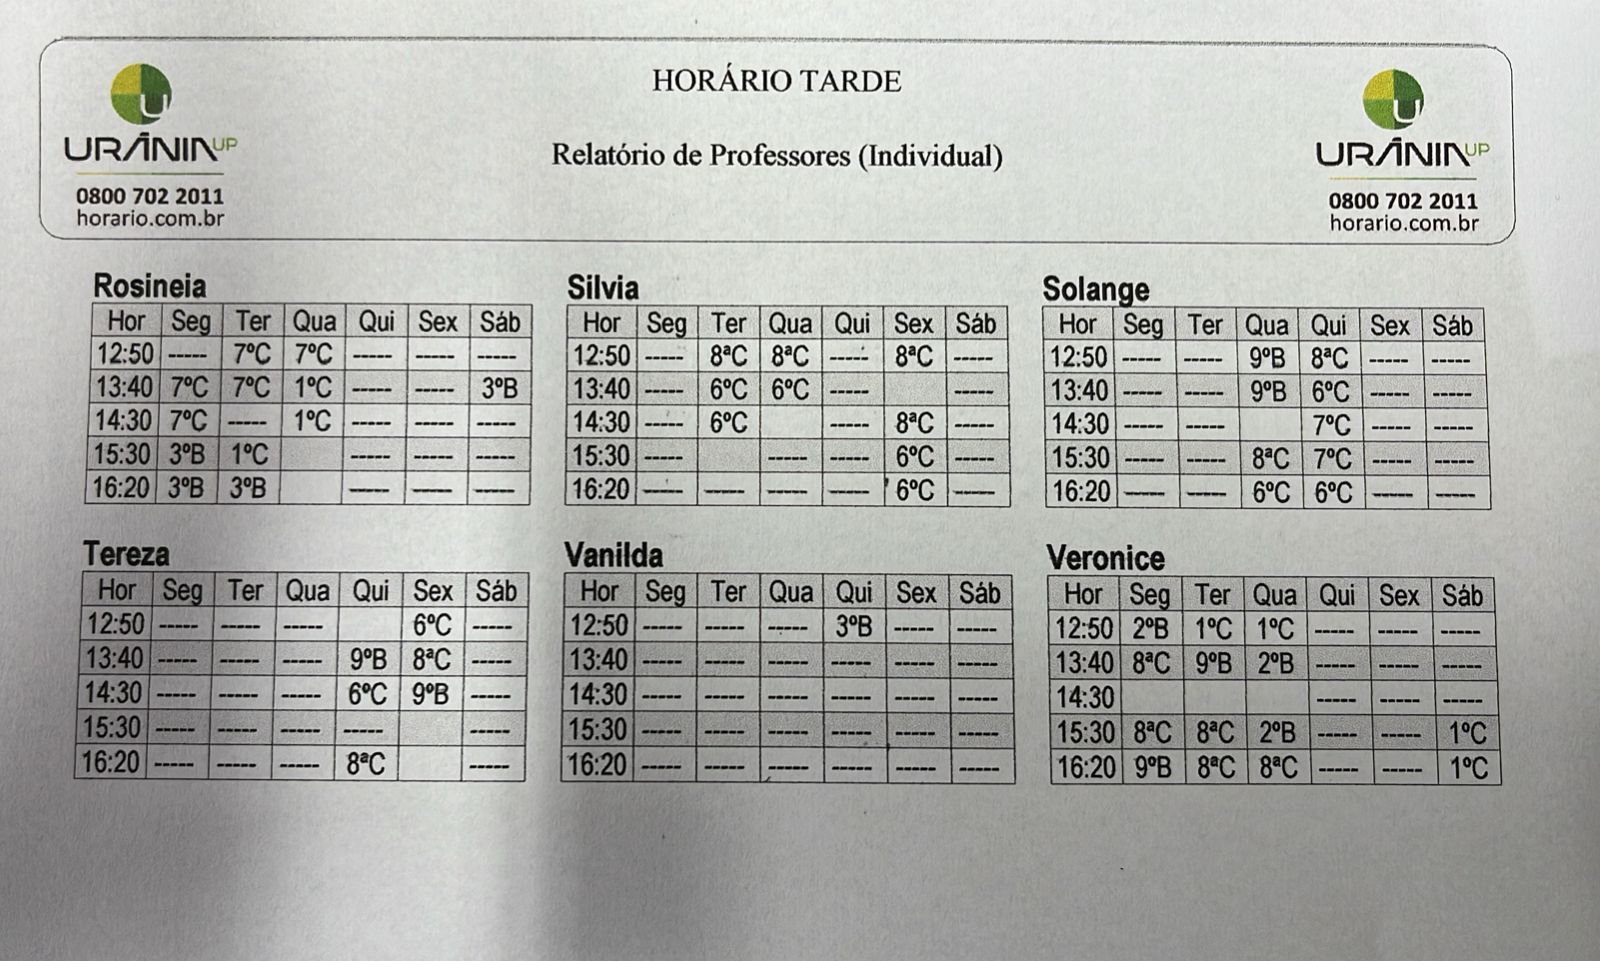 HORÁRIO TARDE
Relatório de Professores (Individual)
URÂNIA UP
0800 702 2011
horario.com.br
URÂNIA UP
0800 702 2011
horario.com.br
Rosineia
Hor Seg Ter Qua Qui Sex Sáb
12:50 ----- 7ºC 7ºC ----- ----- -----
13:40 7ºC 7ºC 1ºC ----- ----- 3ºB
14:30 7ºC ----- 1ºC ----- ----- -----
15:30 3ºB 1ºC ----- ----- -----
16:20 3ºB 3ºB ----- ----- -----
Silvia
Hor Seg Ter Qua Qui Sex Sáb
12:50 ----- 8ªC 8ªC ----- 8ªC -----
13:40 ----- 6ºC 6ºC ----- -----
14:30 ----- 6ºC ----- 8ªC -----
15:30 ----- ----- ----- 6ºC -----
16:20 ----- ----- ----- ----- 6ºC -----
Solange
Hor Seg Ter Qua Qui Sex Sáb
12:50 ----- ----- 9ºB 8ªC ----- -----
13:40 ----- ----- 9ºB 6ºC ----- -----
14:30 ----- ----- 7ºC ----- -----
15:30 ----- ----- 8ªC 7ºC ----- -----
16:20 ----- ----- 6ºC 6ºC ----- -----
Tereza
Hor Seg Ter Qua Qui Sex Sáb
12:50 ----- ----- ----- 6ºC -----
13:40 ----- ----- ----- 9ºB 8ªC -----
14:30 ----- ----- ----- 6ºC 9ºB -----
15:30 ----- ----- ----- ----- -----
16:20 ----- ----- ----- 8ªC -----
Vanilda
Hor Seg Ter Qua Qui Sex Sáb
12:50 ----- ----- ----- 3ºB ----- -----
13:40 ----- ----- ----- ----- ----- -----
14:30 ----- ----- ----- ----- ----- -----
15:30 ----- ----- ----- ----- ----- -----
16:20 ----- ----- ----- ----- ----- -----
Veronice
Hor Seg Ter Qua Qui Sex Sáb
12:50 2ºB 1ºC 1ºC ----- ----- -----
13:40 8ªC 9ºB 2ºB ----- ----- -----
14:30 ----- ----- -----
15:30 8ªC 8ªC 2ºB ----- ----- 1ºC
16:20 9ºB 8ªC 8ªC ----- ----- 1ºC